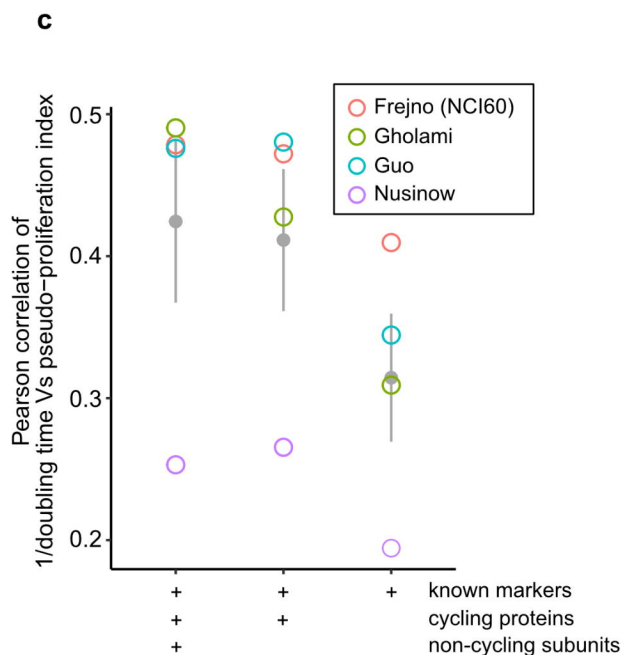 c
Pearson correlation of
1/doubling time Vs pseudo−proliferation index
0.5
0.4
0.3
0.2
Frejno (NCI60)
Gholami
Guo
Nusinow
+ + + known markers
+ + cycling proteins
+ non-cycling subunits